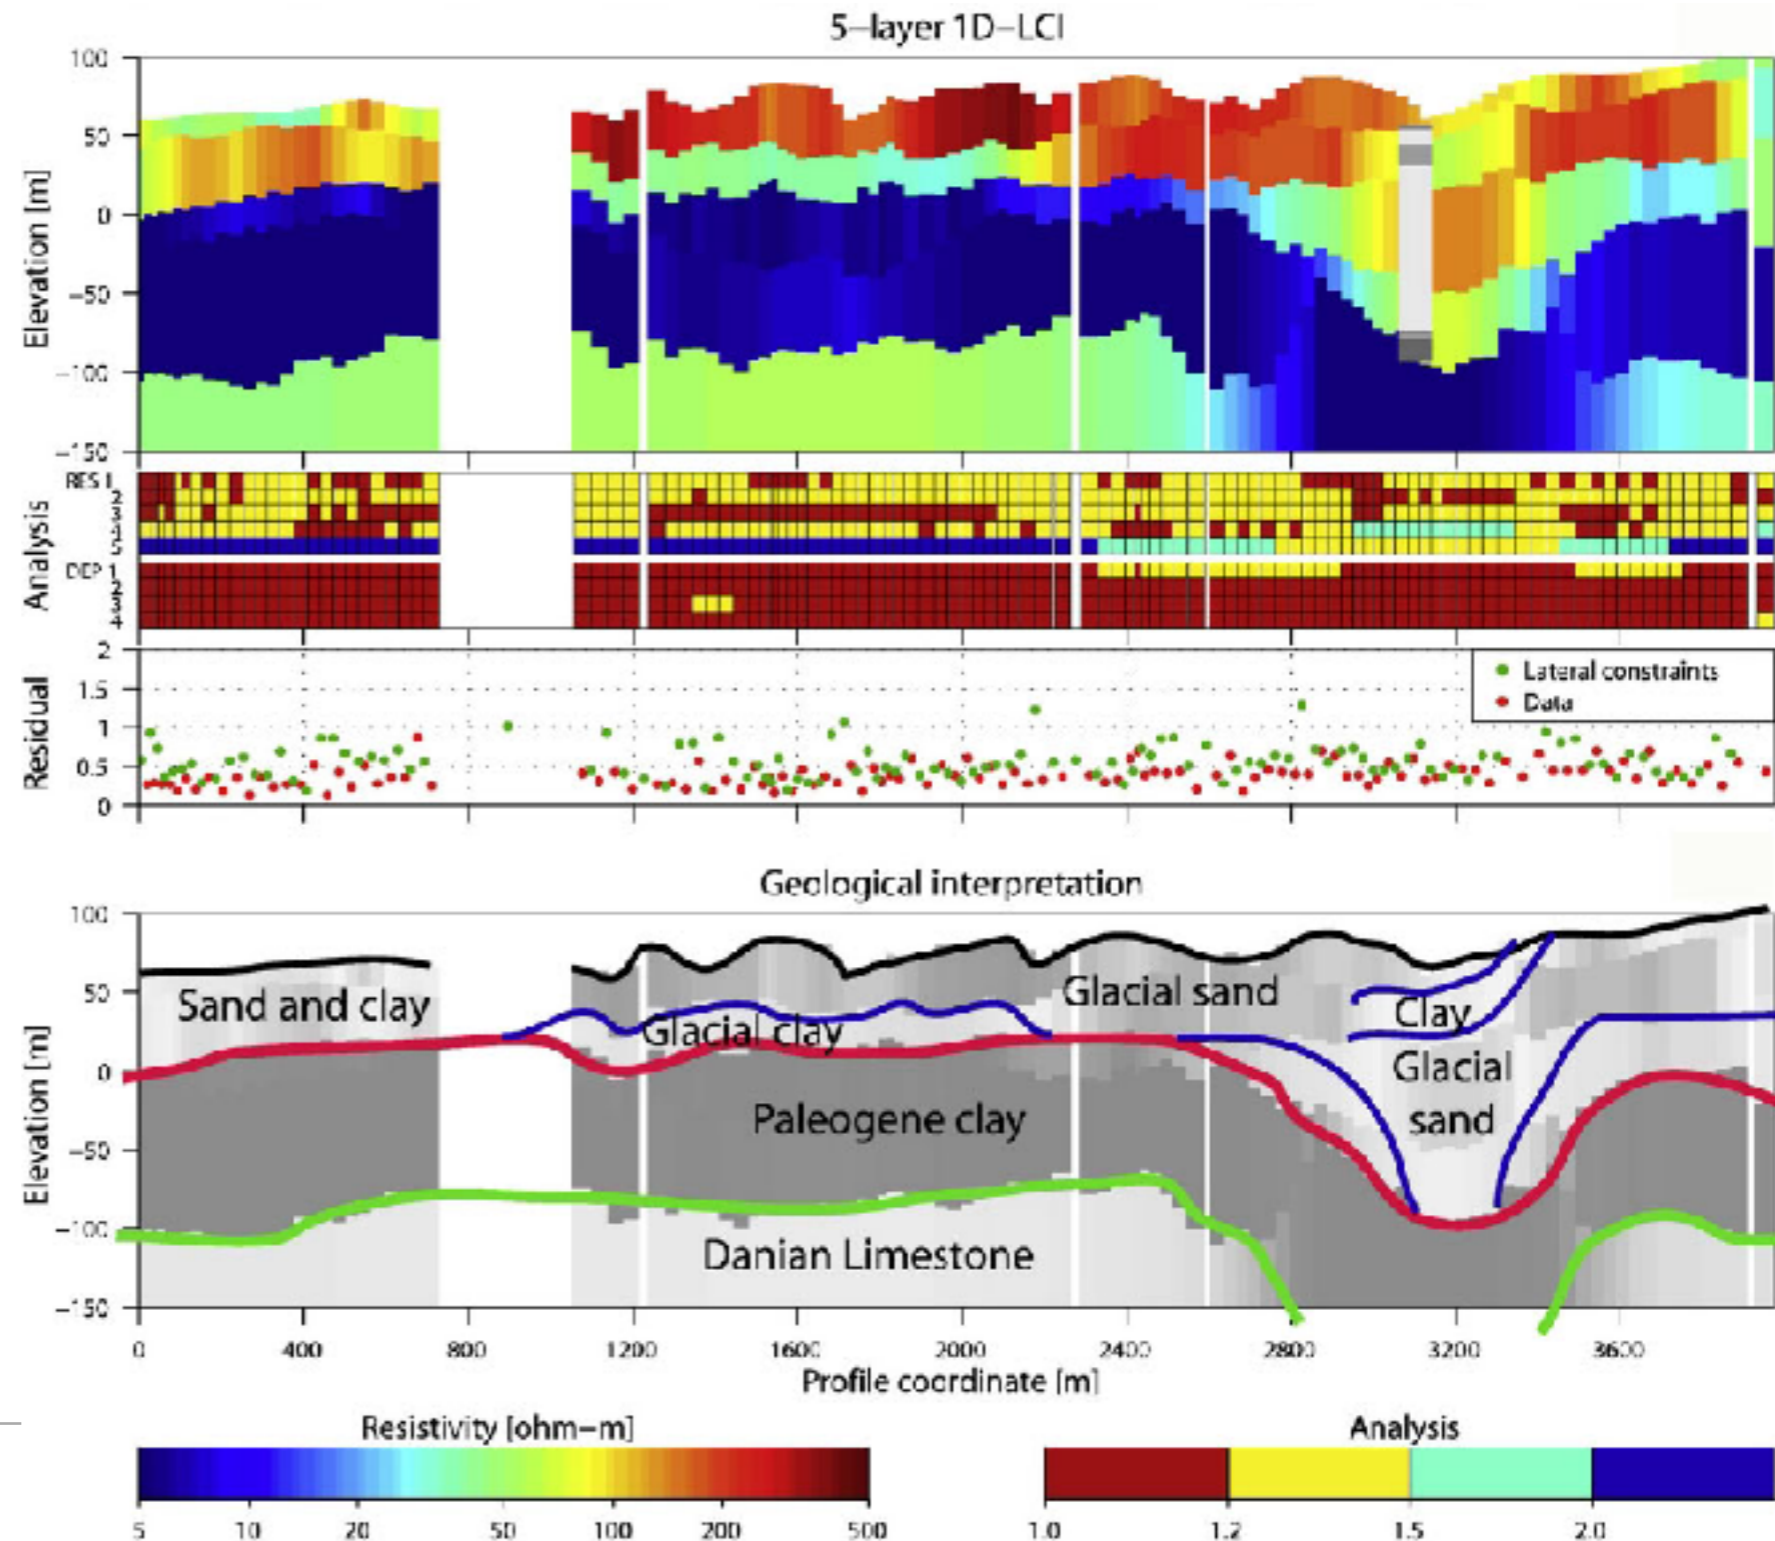 5–layer 1D–LCI
Elevation [m]
100
50
0
−50
−100
−150
Analysis
RES 1
2
3
4
5
DEP 1
2
3
4
Residual
2
1.5
1
0.5
0
Lateral constraints
Data
Geological interpretation
Elevation [m]
100
50
0
−50
−100
−150
Sand and clay
Glacial clay
Glacial sand
Clay
Glacial
sand
Paleogene clay
Danian Limestone
0 400 800 1200 1600 2000 2400 2800 3200 3600
Profile coordinate [m]
Resistivity [ohm−m]
5 10 20 50 100 200 500
Analysis
1.0 1.2 1.5 2.0